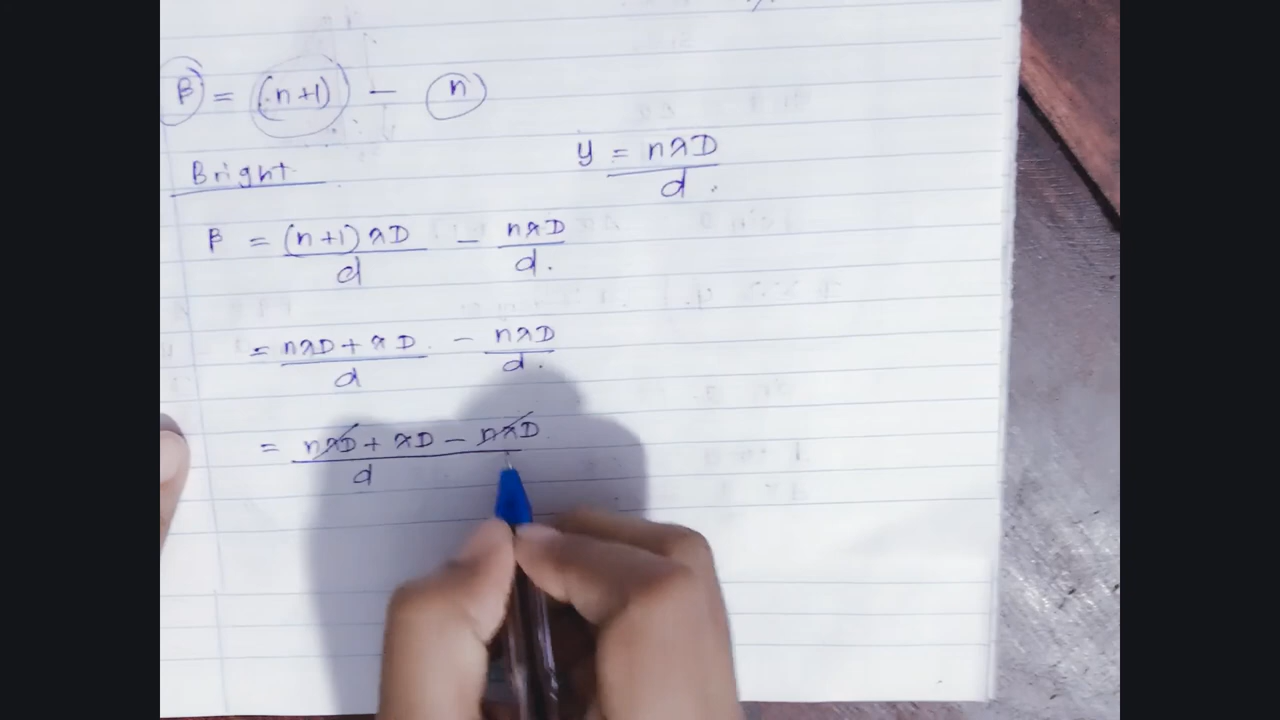 β = (n+1) - n
Bright
y = nλD / d.
β = (n+1)λD / d - nλD / d.
= nλD + λD / d - nλD / d.
= nλD + λD - nλD / d